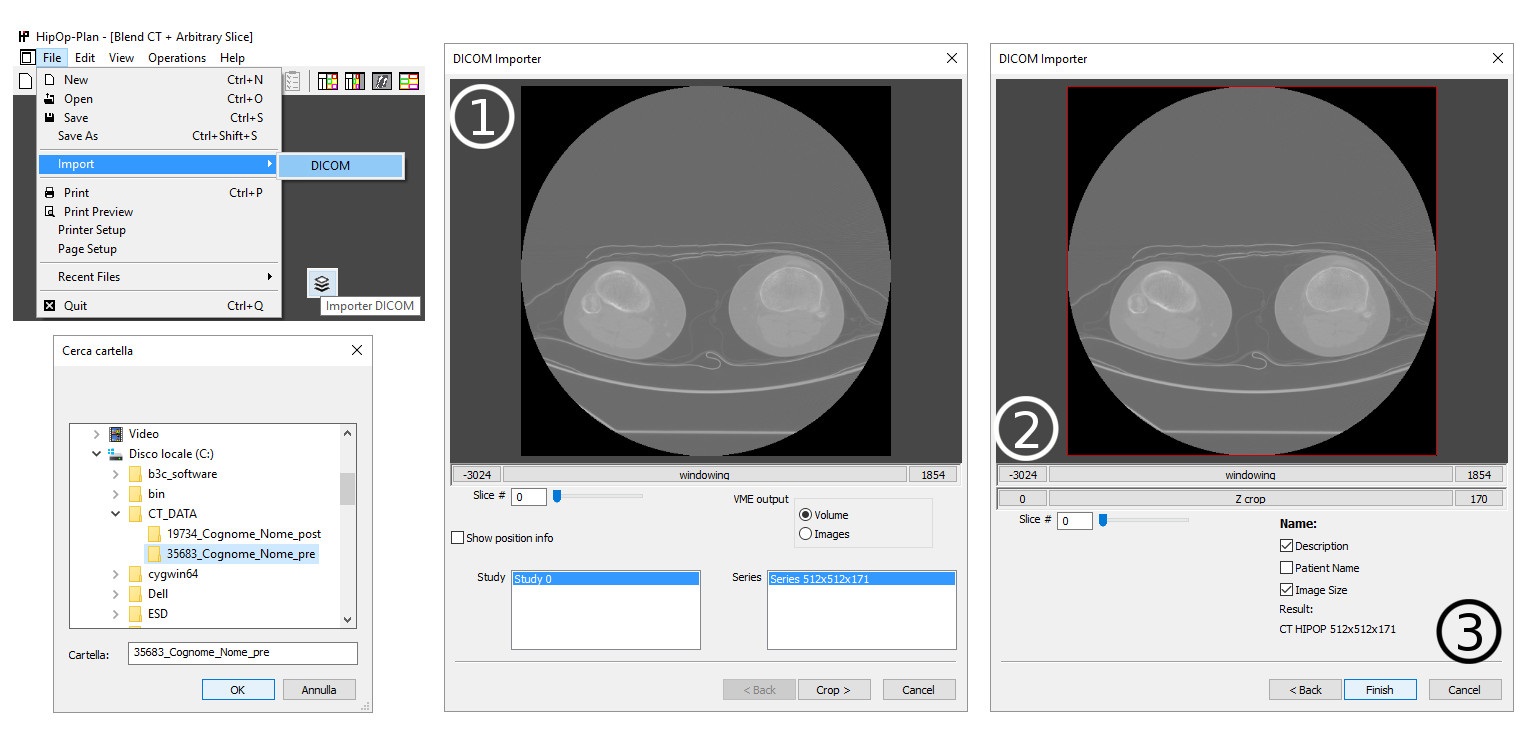 HipOp-Plan - [Blend CT + Arbitrary Slice]
File Edit View Operations Help
New Ctrl+N
Open Ctrl+O
Save Ctrl+S
Save As Ctrl+Shift+S
Import DICOM
Print Ctrl+P
Print Preview
Printer Setup
Page Setup
Recent Files
Quit Ctrl+Q
Importer DICOM
Cerca cartella
Video
Disco locale (C:)
b3c_software
bin
CT_DATA
19734_Cognome_Nome_post
35683_Cognome_Nome_pre
cygwin64
Dell
ESD
Cartella: 35683_Cognome_Nome_pre
OK Annulla
DICOM Importer
1
-3024 windowing 1854
Slice # 0
VME output
Volume
Images
Show position info
Study Study 0
Series Series 512x512x171
< Back Crop > Cancel
DICOM Importer
2
-3024 windowing 1854
0 Z crop 170
Slice # 0
Name:
Description
Patient Name
Image Size
Result:
CT HIPOP 512x512x171
3
< Back Finish Cancel